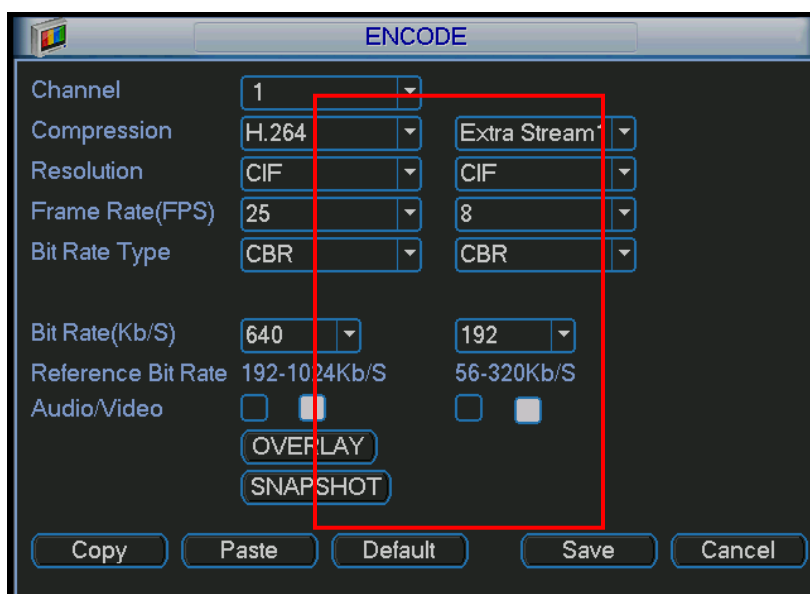 ENCODE
Channel 1
Compression H.264 Extra Stream1
Resolution CIF CIF
Frame Rate(FPS) 25 8
Bit Rate Type CBR CBR
Bit Rate(Kb/S) 640 192
Reference Bit Rate 192-1024Kb/S 56-320Kb/S
Audio/Video
OVERLAY
SNAPSHOT
Copy Paste Default Save Cancel